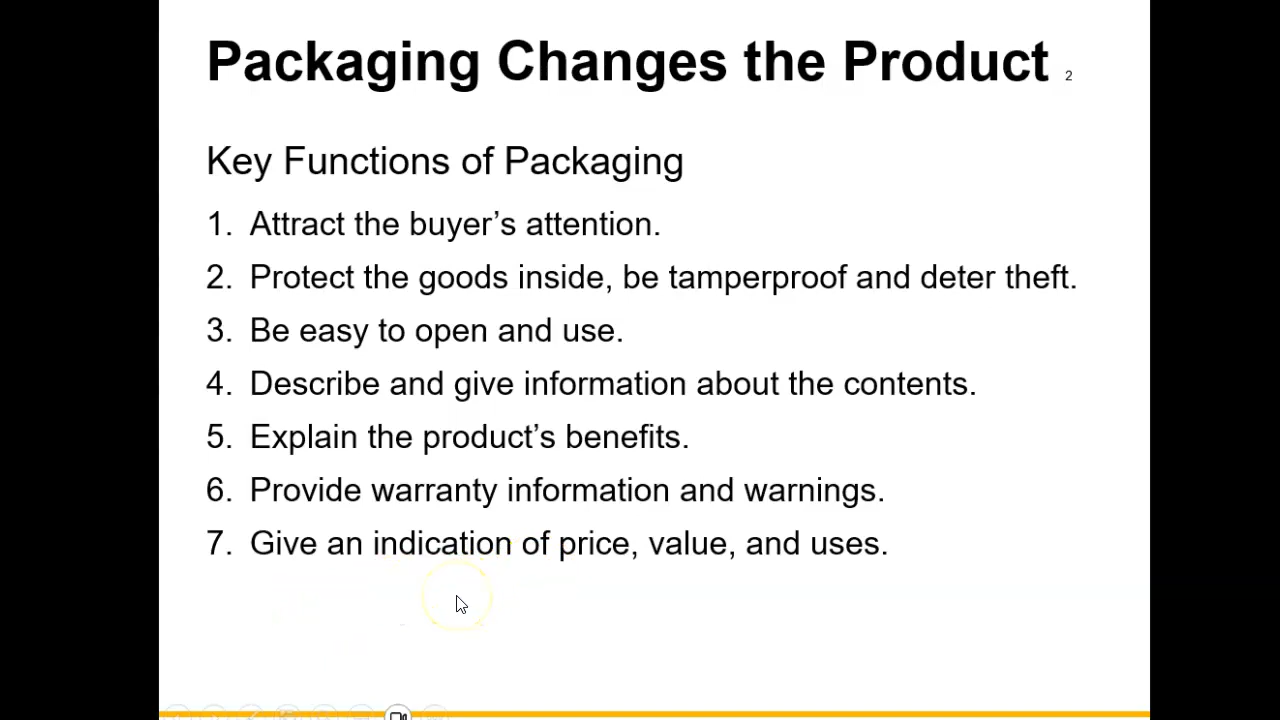 Packaging Changes the Product 2
Key Functions of Packaging
1. Attract the buyer’s attention.
2. Protect the goods inside, be tamperproof and deter theft.
3. Be easy to open and use.
4. Describe and give information about the contents.
5. Explain the product’s benefits.
6. Provide warranty information and warnings.
7. Give an indication of price, value, and uses.